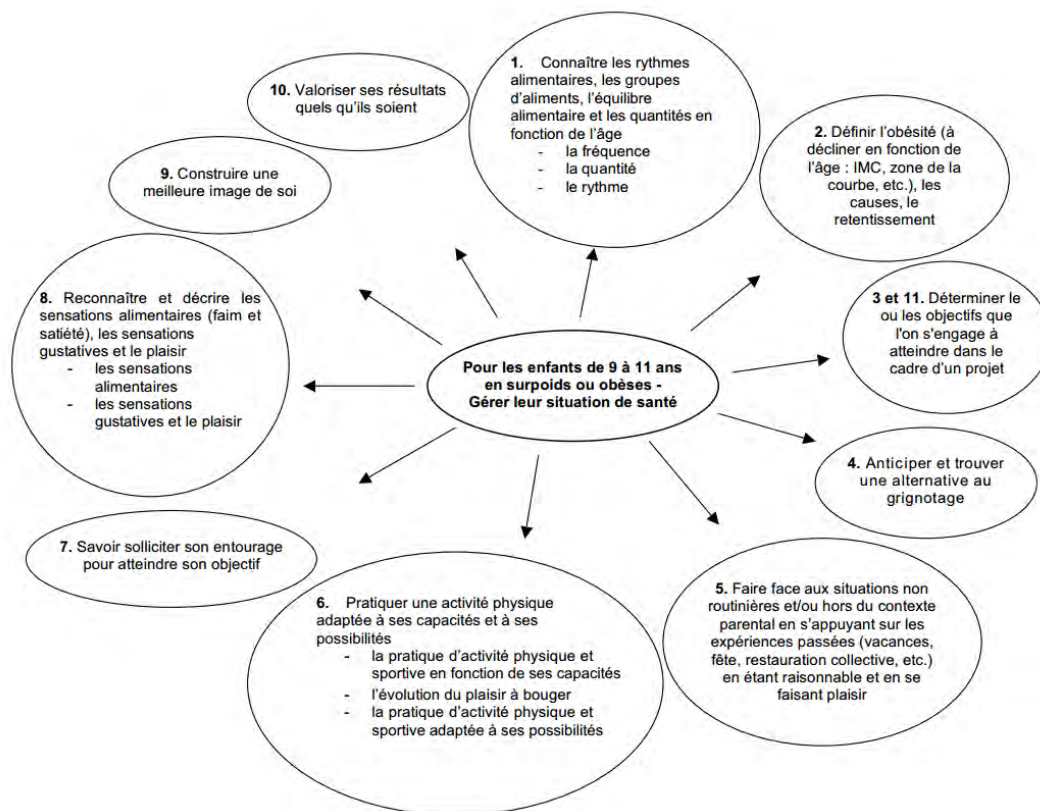 1. Connaître les rythmes
alimentaires, les groupes
d'aliments, l'équilibre
alimentaire et les quantités en
fonction de l'âge
- la fréquence
- la quantité
- le rythme
2. Définir l'obésité (à
décliner en fonction de
l'âge : IMC, zone de la
courbe, etc.), les
causes, le
retentissement
3 et 11. Déterminer le
ou les objectifs que
l'on s'engage à
atteindre dans le
cadre d'un projet
4. Anticiper et trouver
une alternative au
grignotage
5. Faire face aux situations non
routinières et/ou hors du contexte
parental en s'appuyant sur les
expériences passées (vacances,
fête, restauration collective, etc.)
en étant raisonnable et en se
faisant plaisir
6. Pratiquer une activité physique
adaptée à ses capacités et à ses
possibilités
- la pratique d'activité physique et
sportive en fonction de ses capacités
- l'évolution du plaisir à bouger
- la pratique d'activité physique et
sportive adaptée à ses possibilités
7. Savoir solliciter son entourage
pour atteindre son objectif
8. Reconnaître et décrire les
sensations alimentaires (faim et
satiété), les sensations
gustatives et le plaisir
- les sensations
alimentaires
- les sensations
gustatives et le plaisir
9. Construire une
meilleure image de soi
10. Valoriser ses résultats
quels qu'ils soient
Pour les enfants de 9 à 11 ans
en surpoids ou obèses -
Gérer leur situation de santé